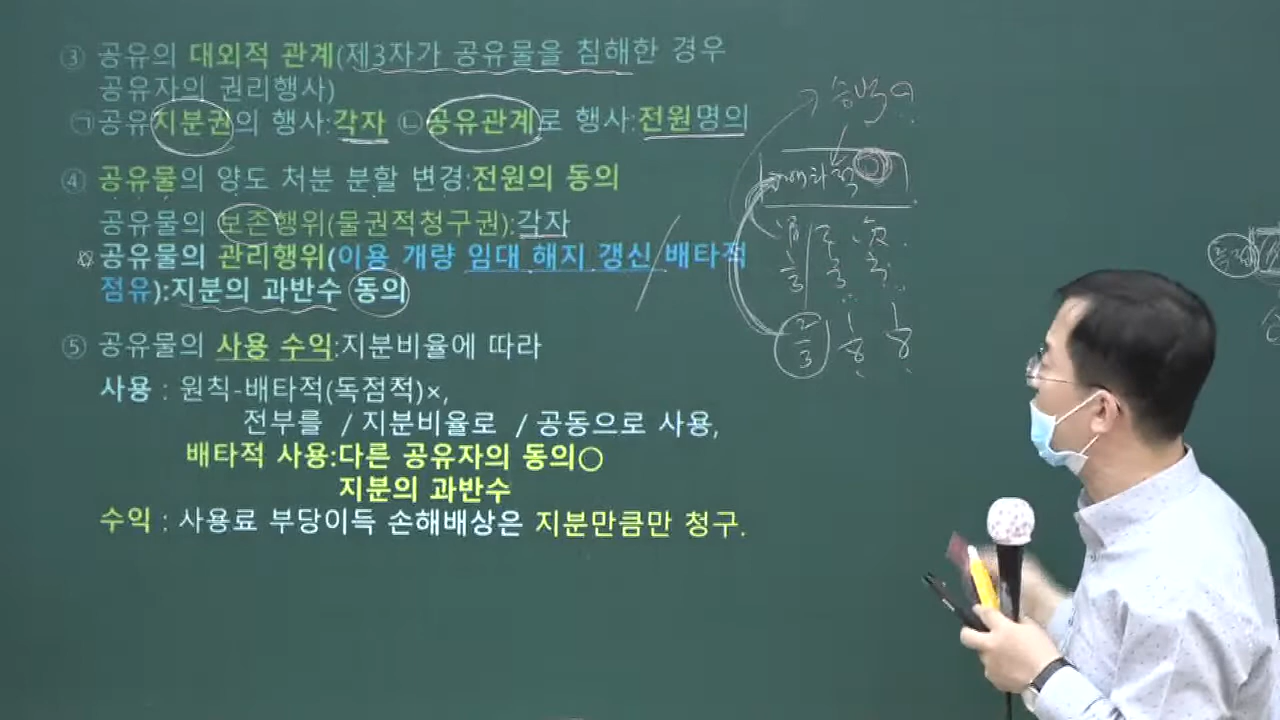 ③ 공유의 대외적 관계(제3자가 공유물을 침해한 경우
공유자의 권리행사)
㉠공유지분권의 행사:각자 ㉡공유관계로 행사:전원명의
④ 공유물의 양도 처분 분할 변경:전원의 동의
공유물의 보존행위(물권적청구권):각자
공유물의 관리행위(이용 개량 임대 해지 갱신 배타적
점유):지분의 과반수 동의
⑤ 공유물의 사용 수익:지분비율에 따라
사용 : 원칙-배타적(독점적)×,
전부를 / 지분비율로 / 공동으로 사용,
배타적 사용:다른 공유자의 동의○
지분의 과반수
수익 : 사용료 부당이득 손해배상은 지분만큼만 청구.
갑 을 병
2/3
독점